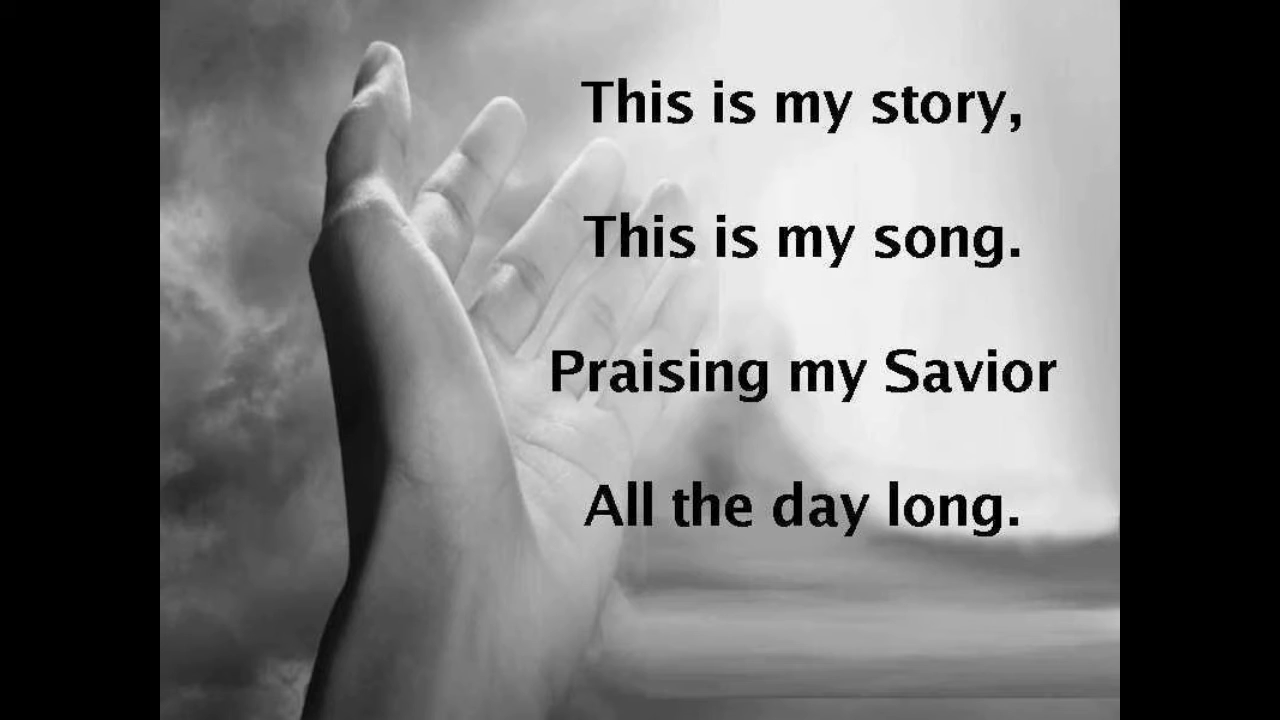 This is my story,
This is my song.
Praising my Savior
All the day long.